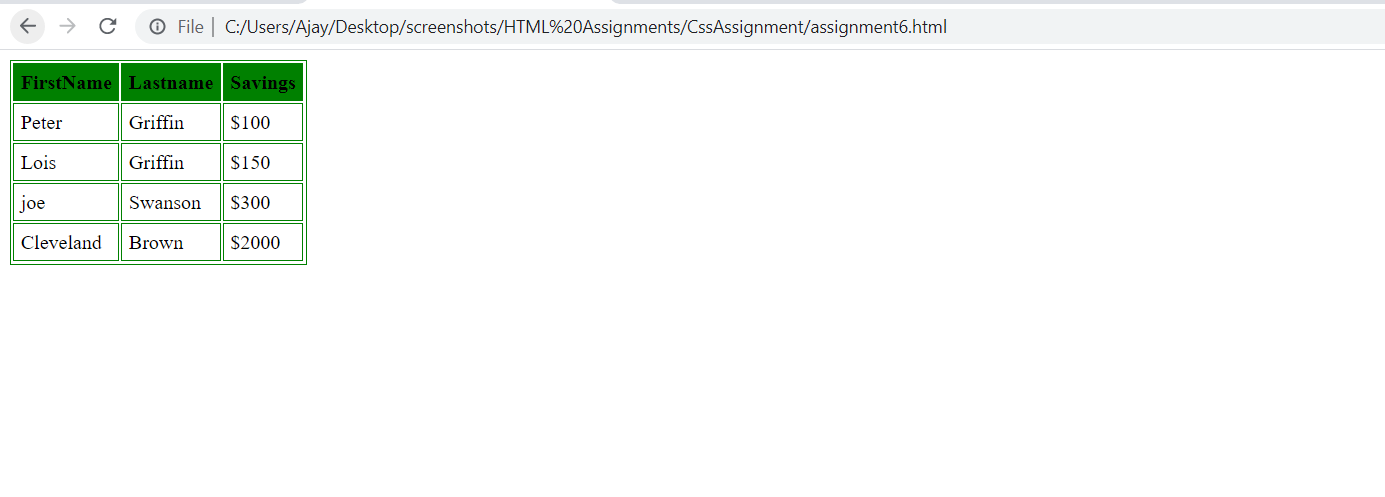 File | C:/Users/Ajay/Desktop/screenshots/HTML%20Assignments/CssAssignment/assignment6.html
FirstName Lastname Savings
Peter Griffin $100
Lois Griffin $150
joe Swanson $300
Cleveland Brown $2000